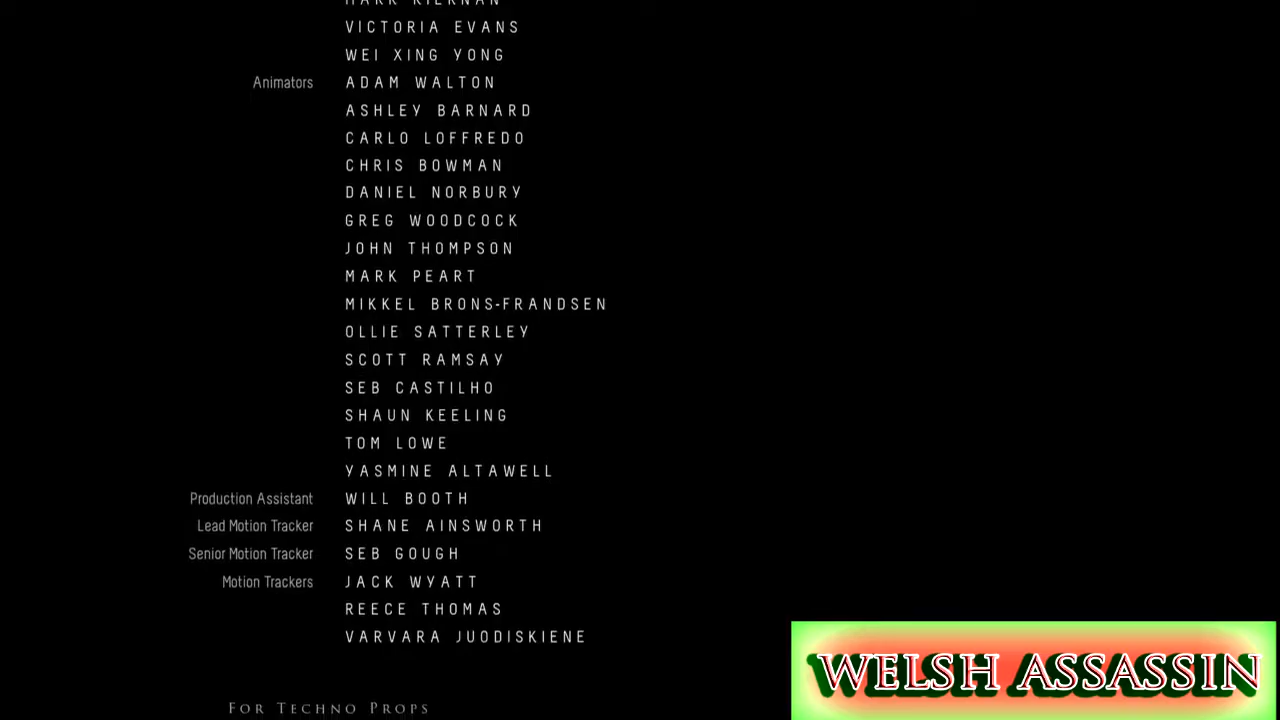 MARK KIERNAN
VICTORIA EVANS
WEI XING YONG
Animators ADAM WALTON
ASHLEY BARNARD
CARLO LOFFREDO
CHRIS BOWMAN
DANIEL NORBURY
GREG WOODCOCK
JOHN THOMPSON
MARK PEART
MIKKEL BRONS-FRANDSEN
OLLIE SATTERLEY
SCOTT RAMSAY
SEB CASTILHO
SHAUN KEELING
TOM LOWE
YASMINE ALTAWELL
Production Assistant WILL BOOTH
Lead Motion Tracker SHANE AINSWORTH
Senior Motion Tracker SEB GOUGH
Motion Trackers JACK WYATT
REECE THOMAS
VARVARA JUODISKIENE
WELSH ASSASSIN
FOR TECHNO PROPS